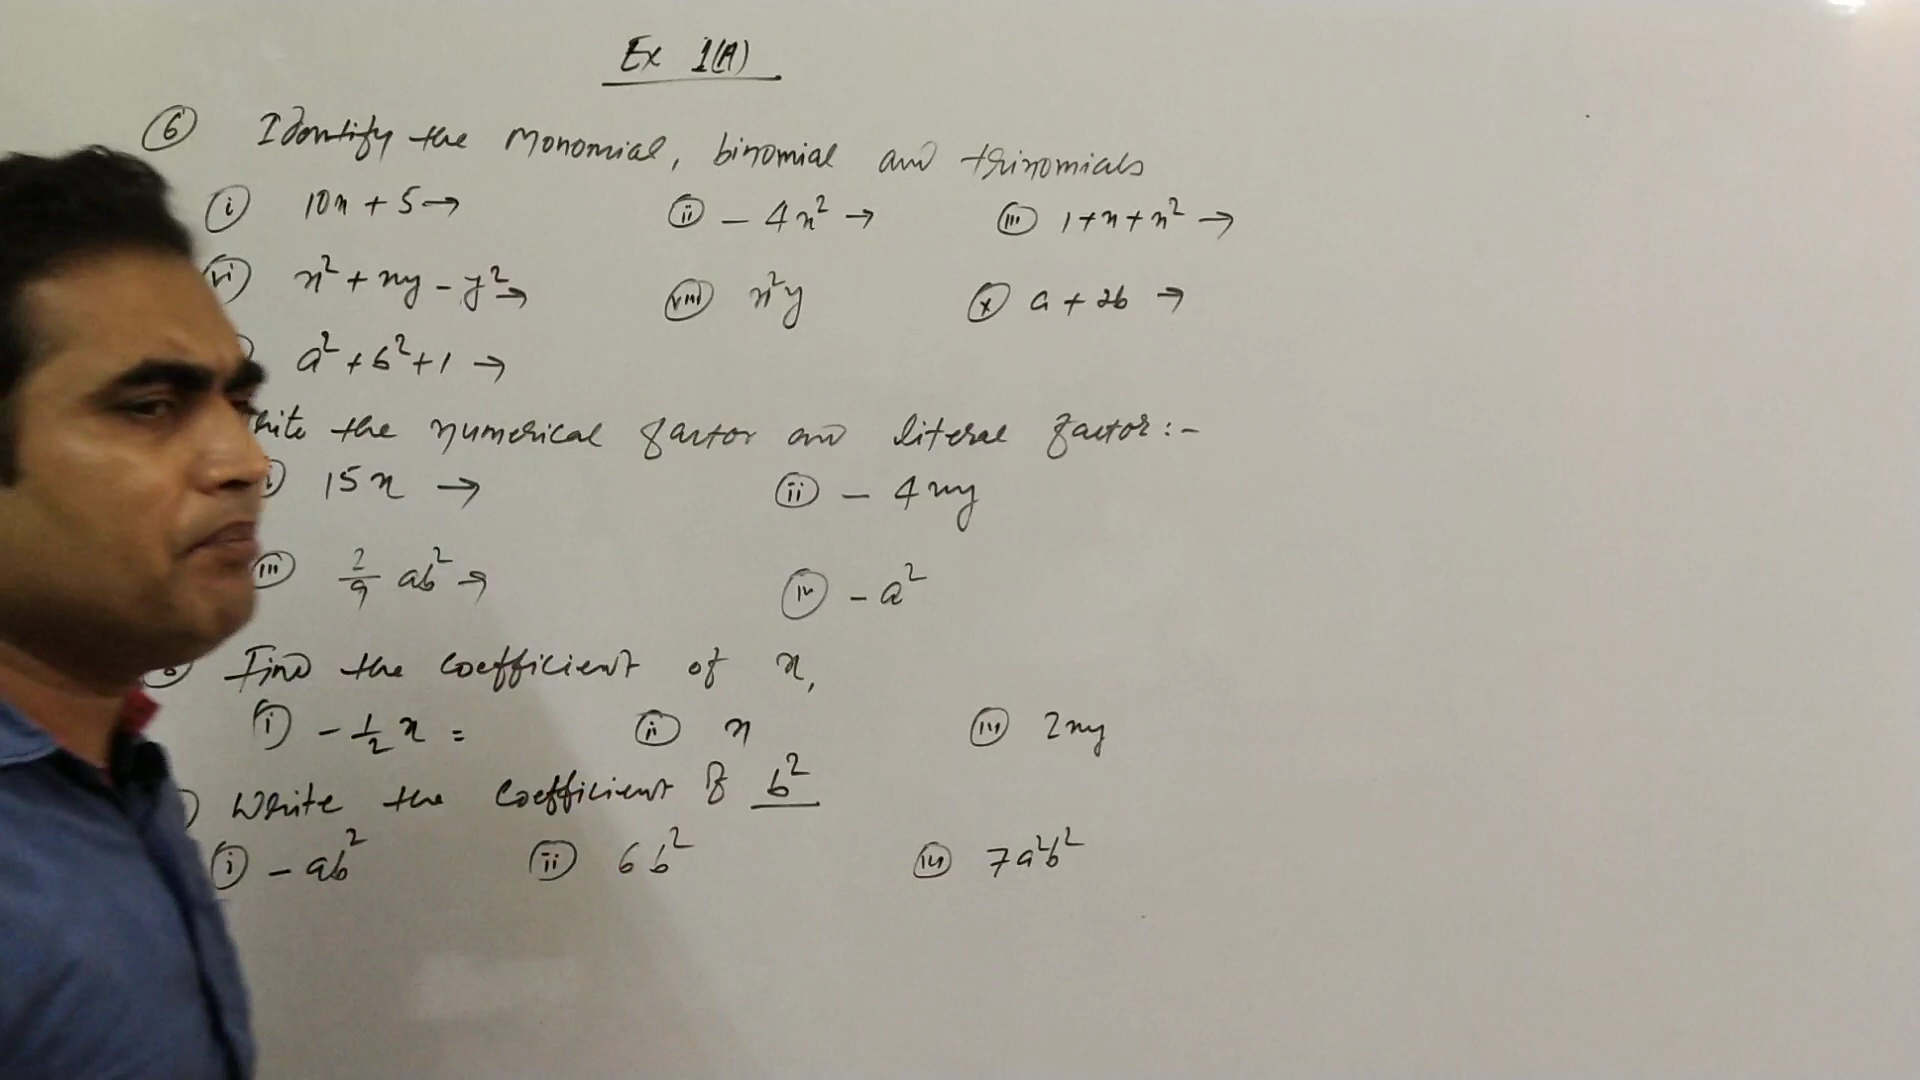 Ex 1(A)
(6) Identify the monomial, binomial and trinomials
(i) 10x + 5 → (ii) - 4x² → (iii) 1+x+x² →
(vi) x² + xy - y² → (viii) x²y (x) a + 2b →
a² + b² + 1 →
the numerical factor and literal factor :-
(i) 15x → (ii) - 4xy
(iii) 2/9 ab² → (iv) - a²
Find the coefficient of x,
(i) - 1/2 x = (ii) x (iii) 2xy
Write the coefficient of b²
(i) - ab² (ii) 6b² 7a²b²